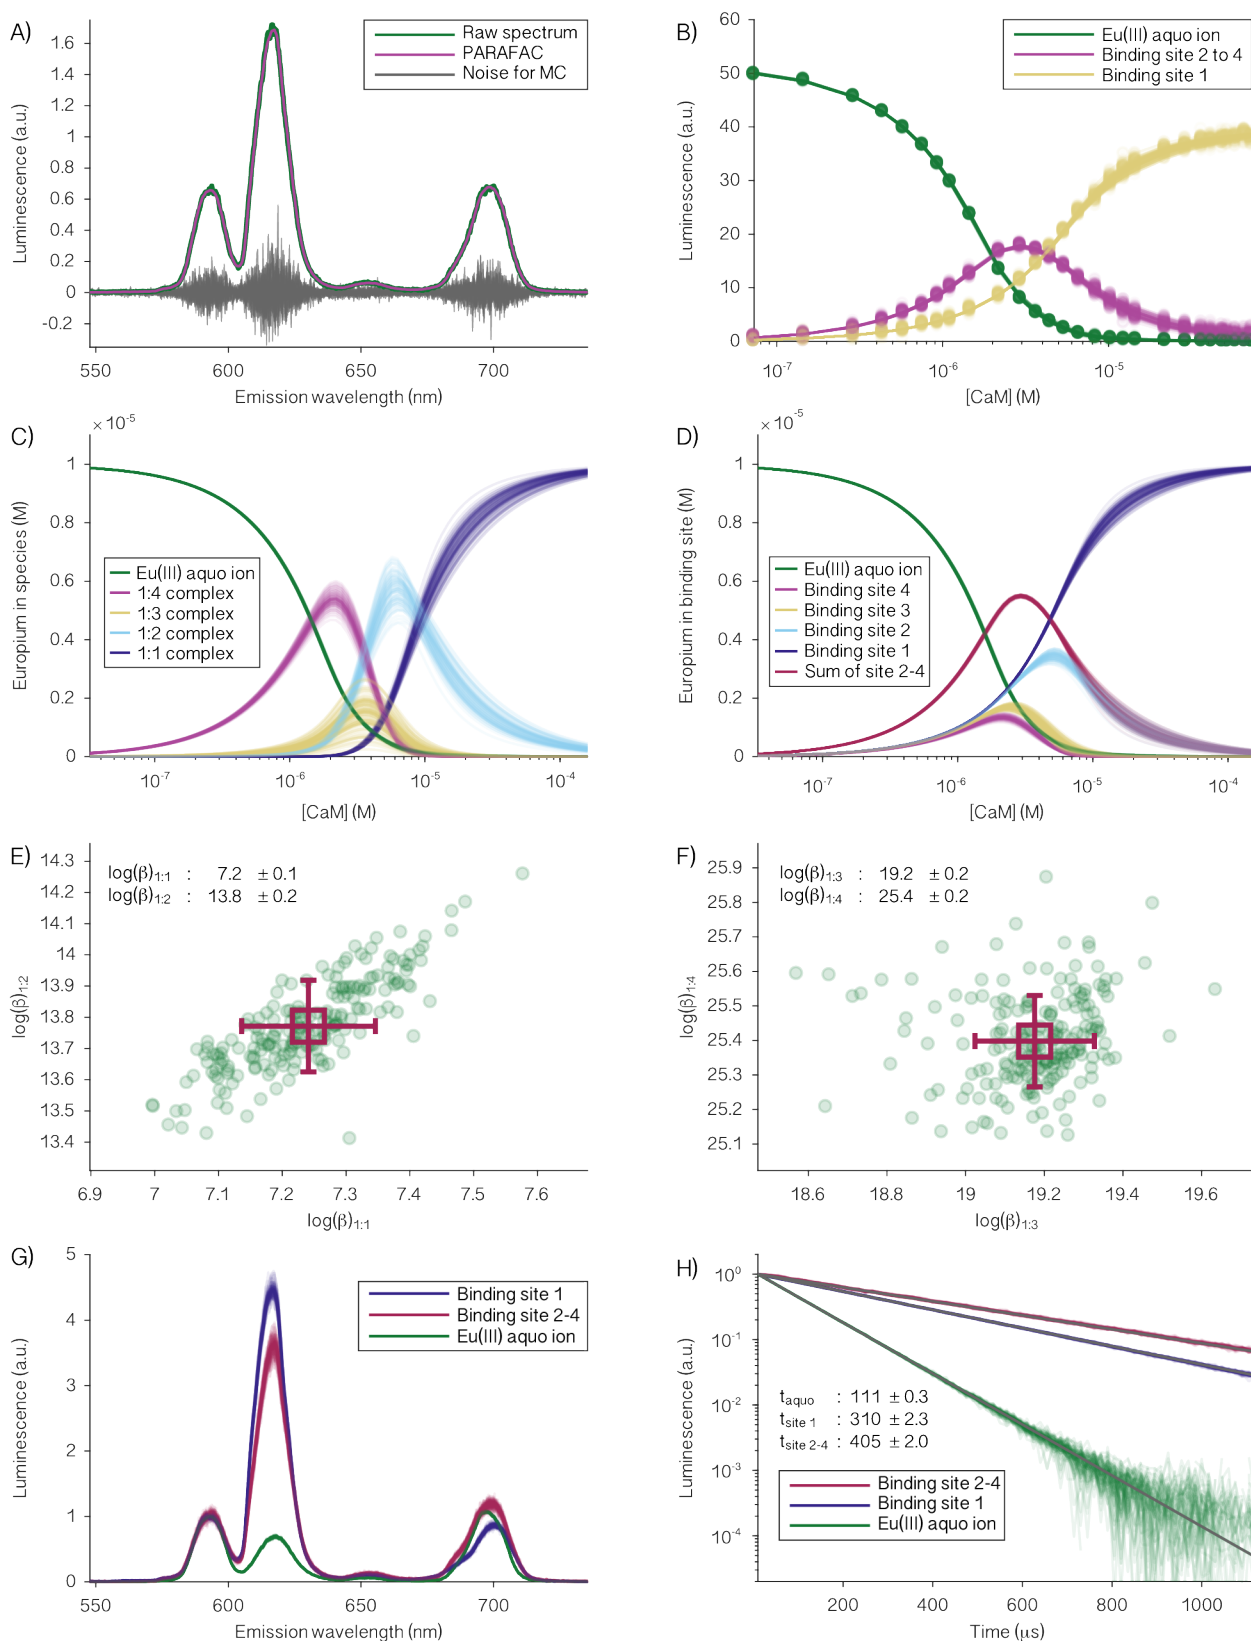 A)
Raw spectrum
PARAFAC
Noise for MC
1.6
1.4
1.2
1
0.8
0.6
0.4
0.2
0
-0.2
Luminescence (a.u.)
550 600 650 700
Emission wavelength (nm)
B)
Eu(III) aquo ion
Binding site 2 to 4
Binding site 1
60
50
40
30
20
10
0
Luminescence (a.u.)
10-7 10-6 10-5
[CaM] (M)
C)
× 10-5
1
0.8
0.6
0.4
0.2
0
Europium in species (M)
Eu(III) aquo ion
1:4 complex
1:3 complex
1:2 complex
1:1 complex
10-7 10-6 10-5 10-4
[CaM] (M)
D)
× 10-5
1
0.8
0.6
0.4
0.2
0
Europium in binding site (M)
Eu(III) aquo ion
Binding site 4
Binding site 3
Binding site 2
Binding site 1
Sum of site 2-4
10-7 10-6 10-5 10-4
[CaM] (M)
E)
log(β)1:1 : 7.2 ± 0.1
log(β)1:2 : 13.8 ± 0.2
14.3
14.2
14.1
14
13.9
13.8
13.7
13.6
13.5
13.4
log(β)1:2
6.9 7 7.1 7.2 7.3 7.4 7.5 7.6
log(β)1:1
F)
log(β)1:3 : 19.2 ± 0.2
log(β)1:4 : 25.4 ± 0.2
25.9
25.8
25.7
25.6
25.5
25.4
25.3
25.2
25.1
log(β)1:4
18.6 18.8 19 19.2 19.4 19.6
log(β)1:3
G)
Binding site 1
Binding site 2-4
Eu(III) aquo ion
5
4
3
2
1
0
Luminescence (a.u.)
550 600 650 700
Emission wavelength (nm)
H)
100
10-1
10-2
10-3
10-4
Luminescence (a.u.)
taquo : 111 ± 0.3
tsite 1 : 310 ± 2.3
tsite 2-4 : 405 ± 2.0
Binding site 2-4
Binding site 1
Eu(III) aquo ion
200 400 600 800 1000
Time (μs)